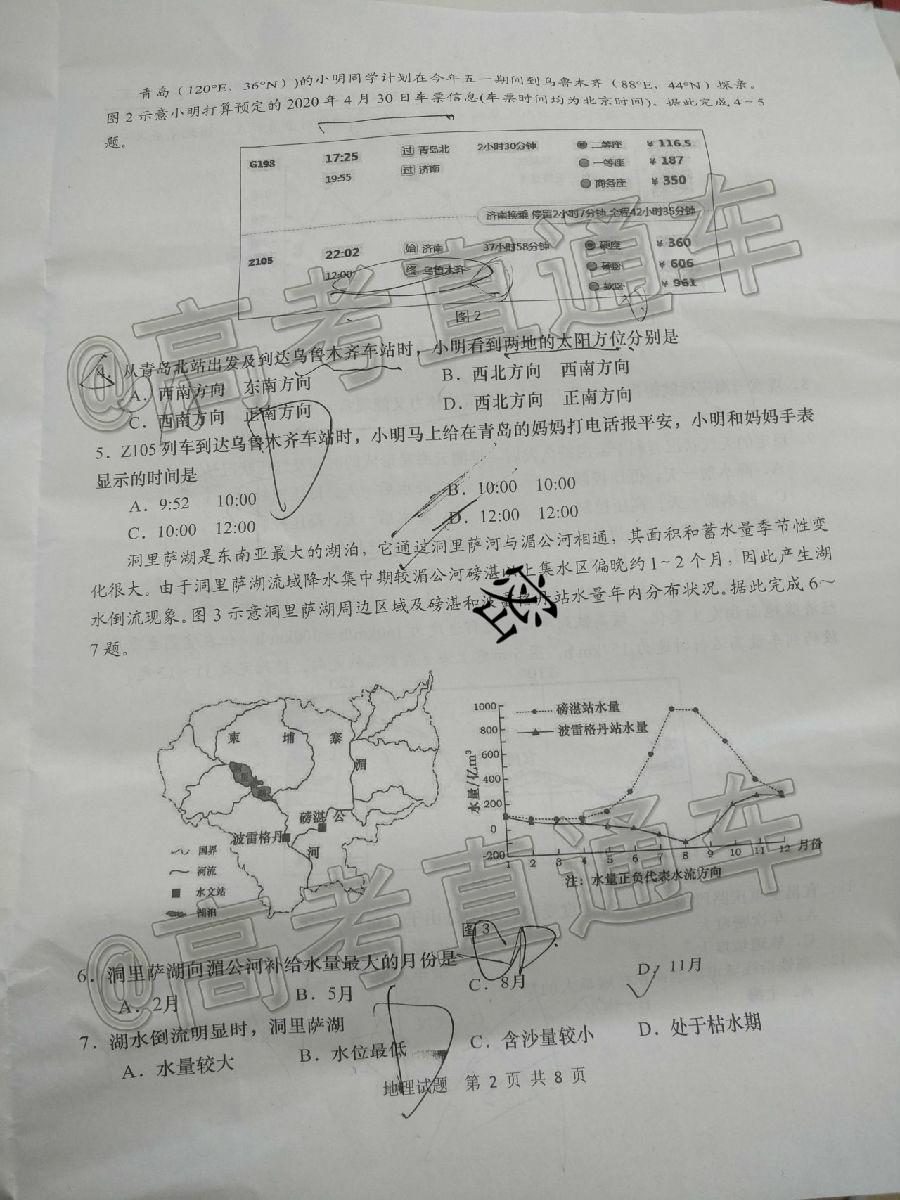 青岛（120°E，36°N））的小明同学计划在今年五一期间到乌鲁木齐（88°E，44°N）探亲。
图2示意小明打算预定的2020年4月30日车票信息(车票时间均为北京时间)。据此完成4～5
题。
G198 17:25 过 青岛北 2小时30分钟 二等座 ￥116.5
19:55 过 济南 一等座 ￥187
商务座 ￥350
济南换乘 停留2小时7分钟 全程42小时35分钟
Z105 22:02 始 济南 37小时58分钟 硬座 ￥360
12:00 终 乌鲁木齐 硬卧 ￥606
软卧 ￥961
图2
4．从青岛北站出发及到达乌鲁木齐车站时，小明看到两地的太阳方位分别是
A．西南方向 东南方向 B．西北方向 西南方向
C．西南方向 正南方向 D．西北方向 正南方向
5．Z105列车到达乌鲁木齐车站时，小明马上给在青岛的妈妈打电话报平安，小明和妈妈手表
显示的时间是
A．9:52 10:00 B．10:00 10:00
C．10:00 12:00 D．12:00 12:00
洞里萨湖是东南亚最大的湖泊，它通过洞里萨河与湄公河相通，其面积和蓄水量季节性变
化很大。由于洞里萨湖流域降水集中期较湄公河磅湛以上集水区偏晚约1～2个月，因此产生湖
水倒流现象。图3示意洞里萨湖周边区域及磅湛和波雷格丹站水量年内分布状况。据此完成6～
7题。
密
柬埔寨
湄公河
磅湛
波雷格丹
国界
河流
水文站
湖泊
磅湛站水量
波雷格丹站水量
水量/亿m³
1000
800
600
400
200
0
-200
1 2 3 4 5 6 7 8 9 10 11 12 月份
注：水量正负代表水流方向
图3
6．洞里萨湖向湄公河补给水量最大的月份是
A．2月 B．5月 C．8月 D．11月
7．湖水倒流明显时，洞里萨湖
A．水量较大 B．水位最低 C．含沙量较小 D．处于枯水期
地理试题 第2页共8页
@高考直通车
@高考直通车